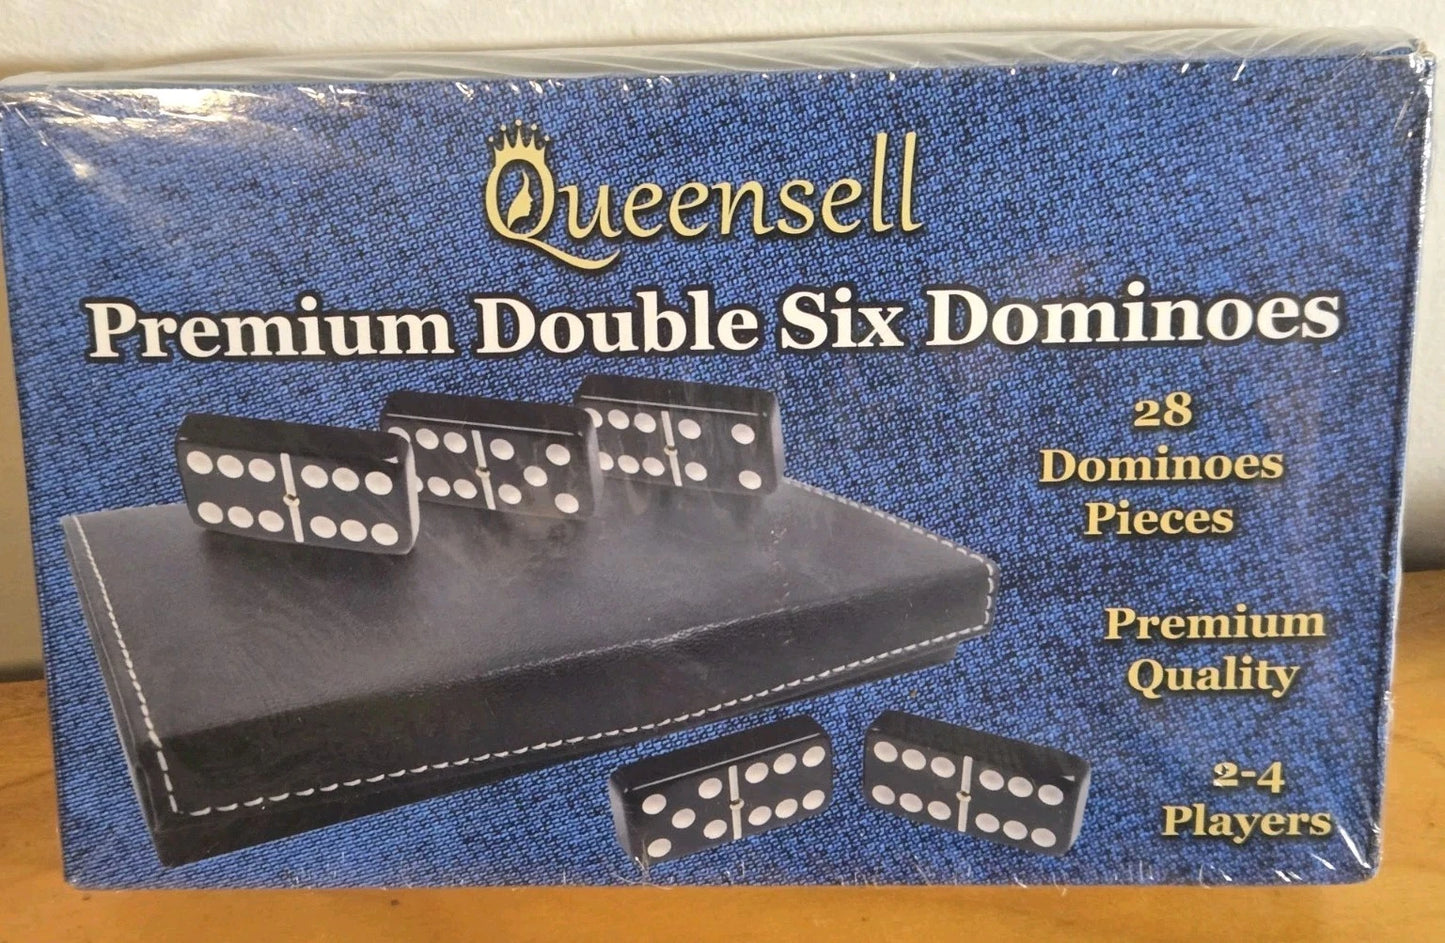 Queensell
Premium Double Six Dominoes
28
Dominoes
Pieces
Premium
Quality
2-4
Players